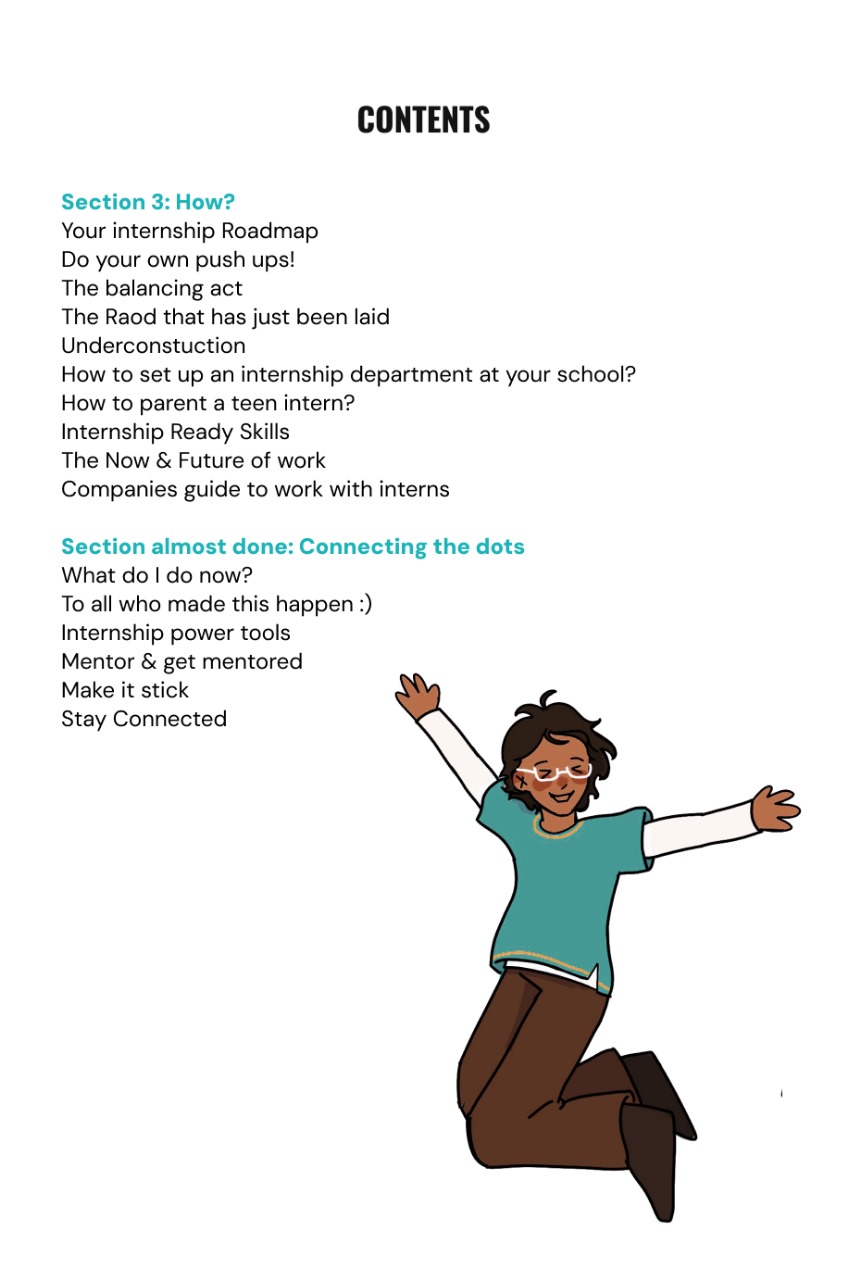 CONTENTS
Section 3: How?
Your internship Roadmap
Do your own push ups!
The balancing act
The Raod that has just been laid
Underconstuction
How to set up an internship department at your school?
How to parent a teen intern?
Internship Ready Skills
The Now & Future of work
Companies guide to work with interns
Section almost done: Connecting the dots
What do I do now?
To all who made this happen :)
Internship power tools
Mentor & get mentored
Make it stick
Stay Connected